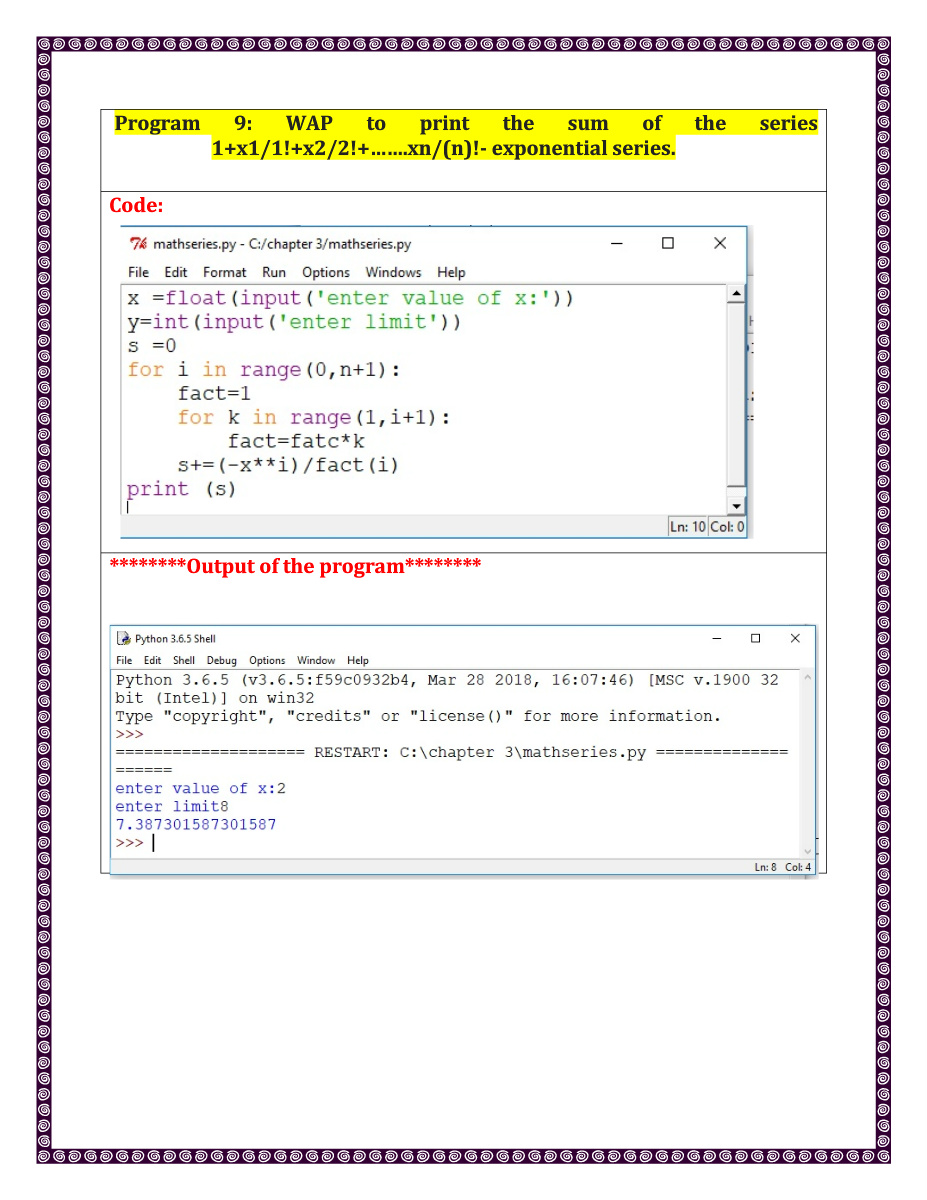 Program 9: WAP to print the sum of the series
1+x1/1!+x2/2!+…….xn/(n)!- exponential series.
Code:
mathseries.py - C:/chapter 3/mathseries.py
File Edit Format Run Options Windows Help
x =float(input('enter value of x:'))
y=int(input('enter limit'))
s =0
for i in range(0,n+1):
    fact=1
    for k in range(1,i+1):
        fact=fatc*k
    s+=(-x**i)/fact(i)
print (s)
Ln: 10 Col: 0
********Output of the program********
Python 3.6.5 Shell
File Edit Shell Debug Options Window Help
Python 3.6.5 (v3.6.5:f59c0932b4, Mar 28 2018, 16:07:46) [MSC v.1900 32
bit (Intel)] on win32
Type "copyright", "credits" or "license()" for more information.
>>>
==================== RESTART: C:\chapter 3\mathseries.py ==============
======
enter value of x:2
enter limit8
7.387301587301587
>>>
Ln: 8 Col: 4